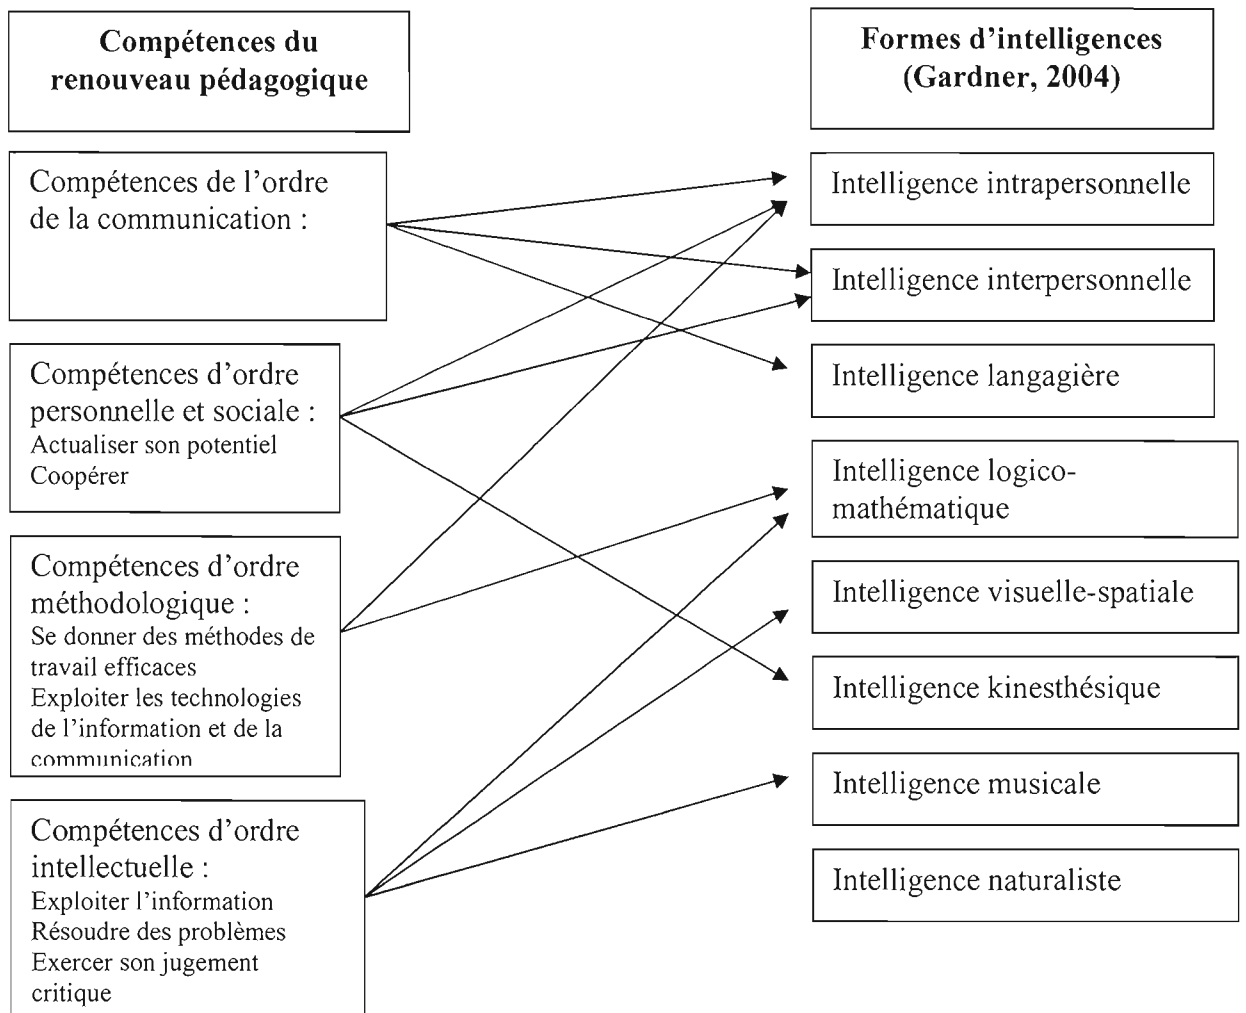 Compétences du
renouveau pédagogique
Compétences de l'ordre
de la communication :
Compétences d'ordre
personnelle et sociale :
Actualiser son potentiel
Coopérer
Compétences d'ordre
méthodologique :
Se donner des méthodes de
travail efficaces
Exploiter les technologies
de l'information et de la
communication
Compétences d'ordre
intellectuelle :
Exploiter l'information
Résoudre des problèmes
Exercer son jugement
critique
Formes d'intelligences
(Gardner, 2004)
Intelligence intrapersonnelle
Intelligence interpersonnelle
Intelligence langagière
Intelligence logico-
mathématique
Intelligence visuelle-spatiale
Intelligence kinesthésique
Intelligence musicale
Intelligence naturaliste